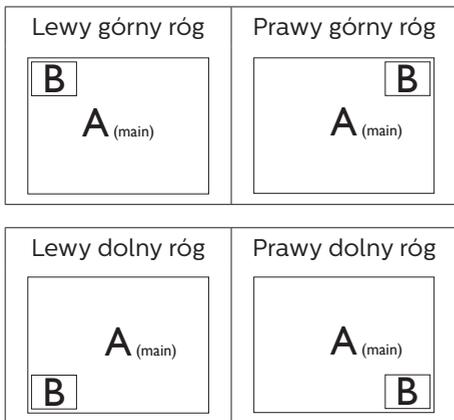 Lewy górny róg Prawy górny róg
B B
A (main) A (main)
Lewy dolny róg Prawy dolny róg
A (main) A (main)
B B